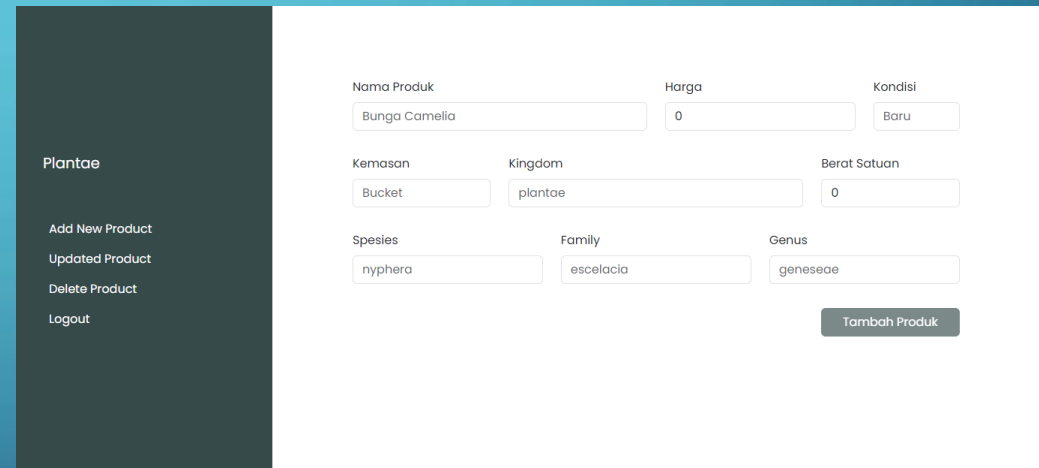 Plantae
Add New Product
Updated Product
Delete Product
Logout
Nama Produk Harga Kondisi
Bunga Camelia 0 Baru
Kemasan Kingdom Berat Satuan
Bucket plantae 0
Spesies Family Genus
nyphera escelacia geneseae
Tambah Produk